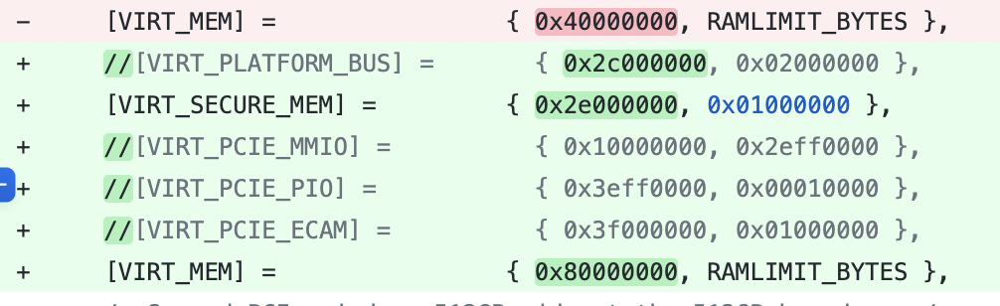 - [VIRT_MEM] = { 0x40000000, RAMLIMIT_BYTES },
+ //[VIRT_PLATFORM_BUS] = { 0x2c000000, 0x02000000 },
+ [VIRT_SECURE_MEM] = { 0x2e000000, 0x01000000 },
+ //[VIRT_PCIE_MMIO] = { 0x10000000, 0x2eff0000 },
+ //[VIRT_PCIE_PIO] = { 0x3eff0000, 0x00010000 },
+ //[VIRT_PCIE_ECAM] = { 0x3f000000, 0x01000000 },
+ [VIRT_MEM] = { 0x80000000, RAMLIMIT_BYTES },